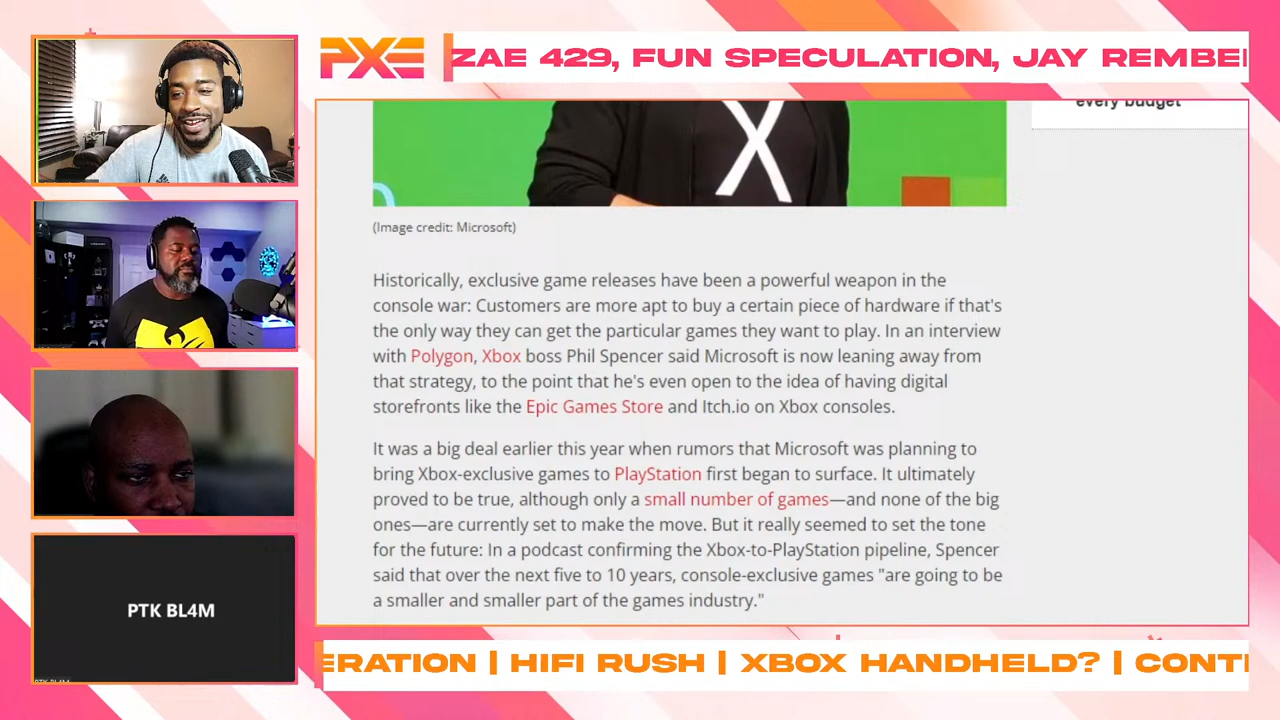 PXE
ZAE 429, FUN SPECULATION, JAY REMBE
every budget
X
(Image credit: Microsoft)
Historically, exclusive game releases have been a powerful weapon in the
console war: Customers are more apt to buy a certain piece of hardware if that's
the only way they can get the particular games they want to play. In an interview
with Polygon, Xbox boss Phil Spencer said Microsoft is now leaning away from
that strategy, to the point that he's even open to the idea of having digital
storefronts like the Epic Games Store and Itch.io on Xbox consoles.
It was a big deal earlier this year when rumors that Microsoft was planning to
bring Xbox-exclusive games to PlayStation first began to surface. It ultimately
proved to be true, although only a small number of games—and none of the big
ones—are currently set to make the move. But it really seemed to set the tone
for the future: In a podcast confirming the Xbox-to-PlayStation pipeline, Spencer
said that over the next five to 10 years, console-exclusive games "are going to be
a smaller and smaller part of the games industry."
PTK BL4M
PTK BL4M
ERATION | HIFI RUSH | XBOX HANDHELD? | CONT